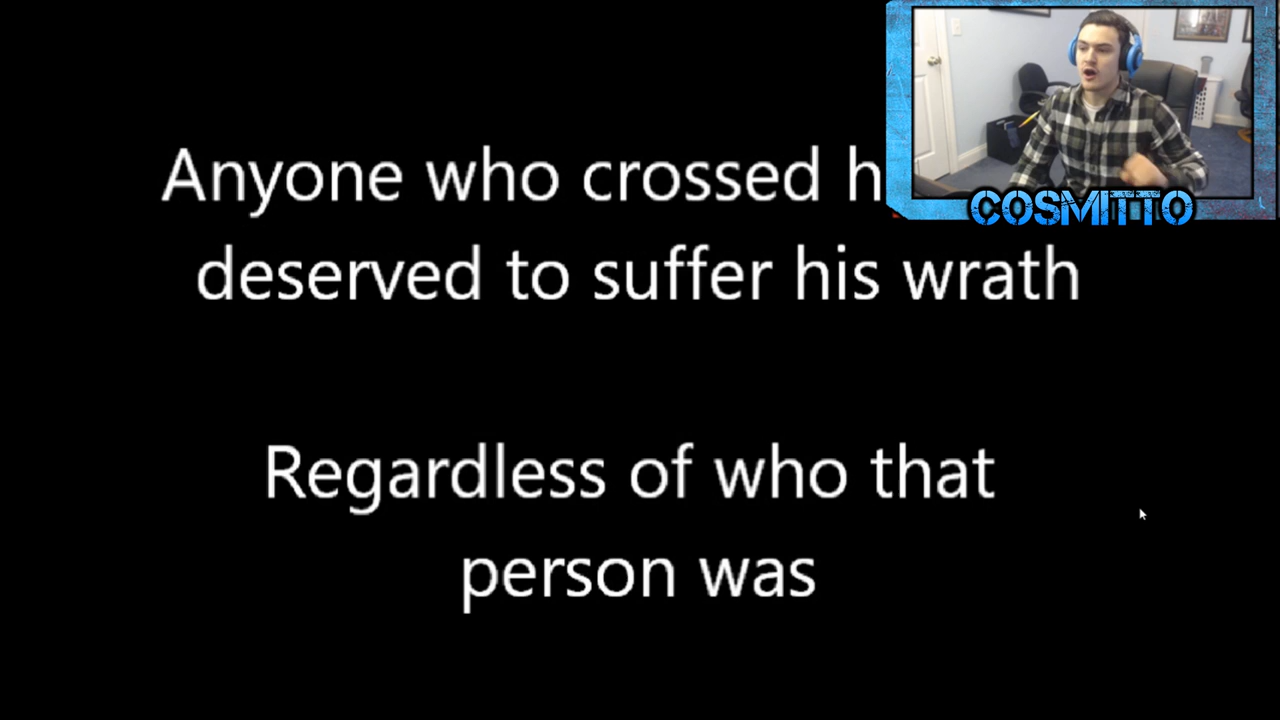 Anyone who crossed
deserved to suffer his wrath
Regardless of who that
person was
COSMITTO